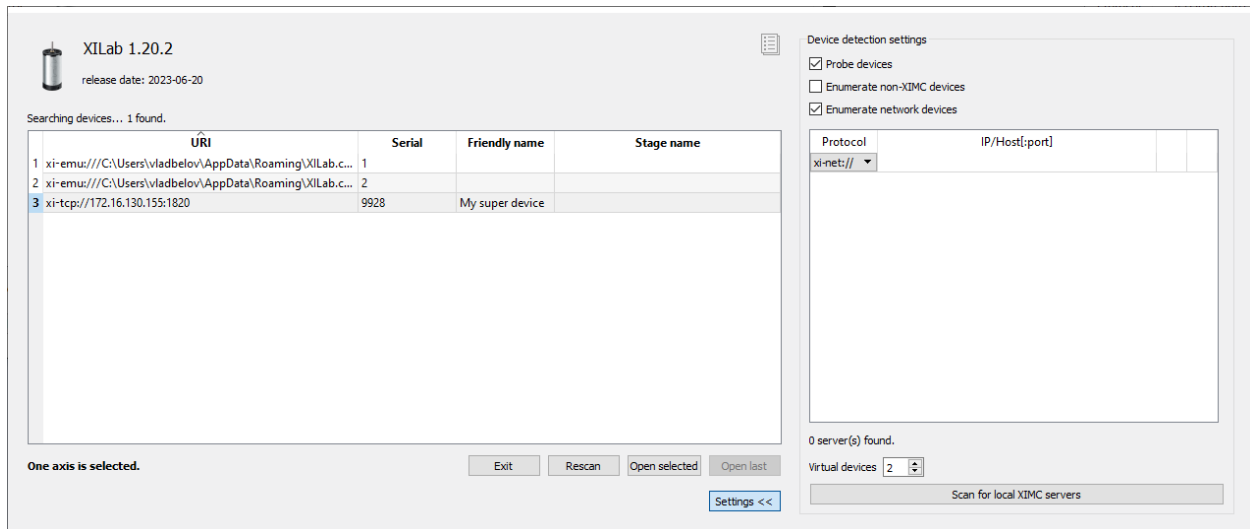 XILab 1.20.2
release date: 2023-06-20
Searching devices... 1 found.
URI Serial Friendly name Stage name
1 xi-emu:///C:\Users\vladbelov\AppData\Roaming\XILab.c... 1
2 xi-emu:///C:\Users\vladbelov\AppData\Roaming\XILab.c... 2
3 xi-tcp://172.16.130.155:1820 9928 My super device
One axis is selected.
Exit Rescan Open selected Open last
Settings <<
Device detection settings
Probe devices
Enumerate non-XIMC devices
Enumerate network devices
Protocol IP/Host[:port]
xi-net://
0 server(s) found.
Virtual devices 2
Scan for local XIMC servers